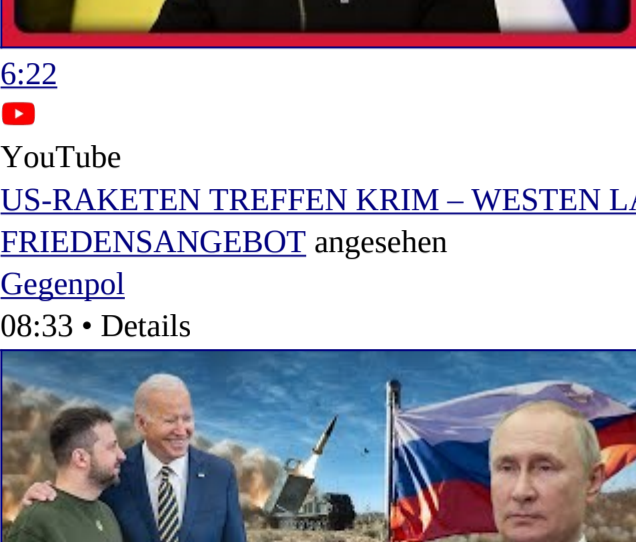 6:22
YouTube
US-RAKETEN TREFFEN KRIM – WESTEN
FRIEDENSANGEBOT angesehen
Gegenpol
08:33 • Details